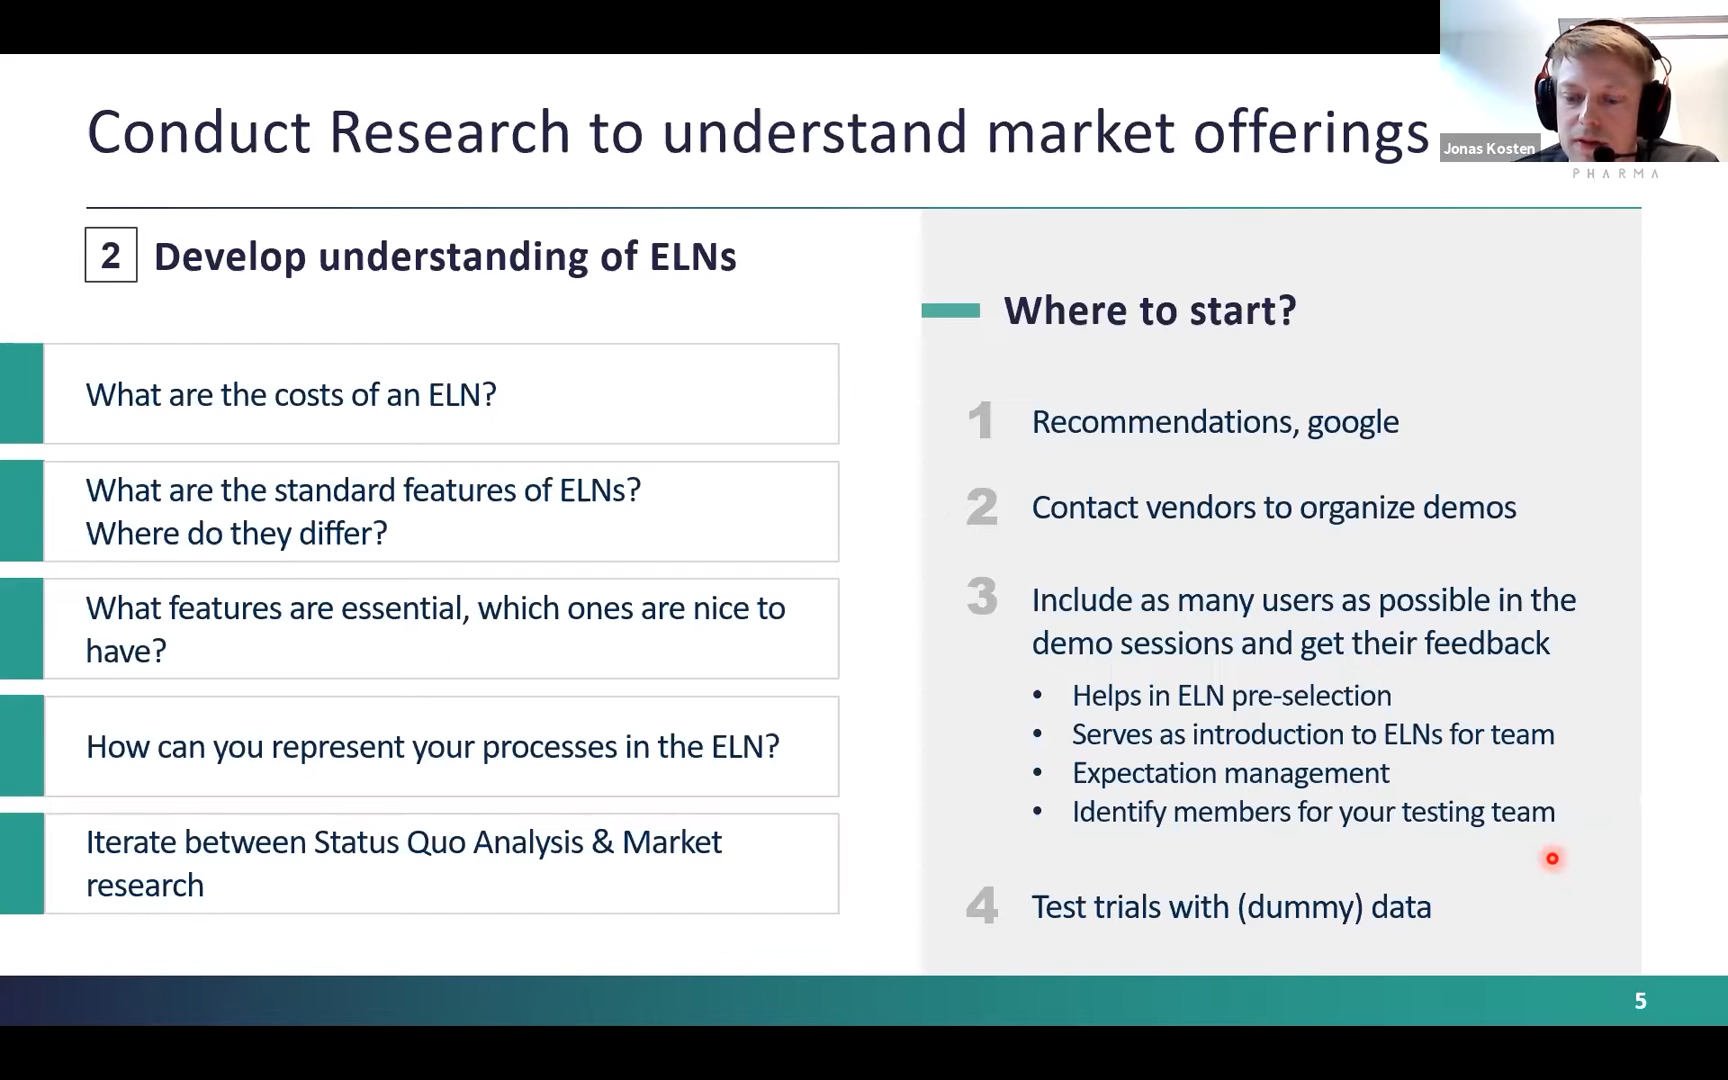 Conduct Research to understand market offerings
Jonas Kosten
PHARMA
2 Develop understanding of ELNs
What are the costs of an ELN?
What are the standard features of ELNs?
Where do they differ?
What features are essential, which ones are nice to
have?
How can you represent your processes in the ELN?
Iterate between Status Quo Analysis & Market
research
Where to start?
1 Recommendations, google
2 Contact vendors to organize demos
3 Include as many users as possible in the
demo sessions and get their feedback
• Helps in ELN pre-selection
• Serves as introduction to ELNs for team
• Expectation management
• Identify members for your testing team
4 Test trials with (dummy) data
5